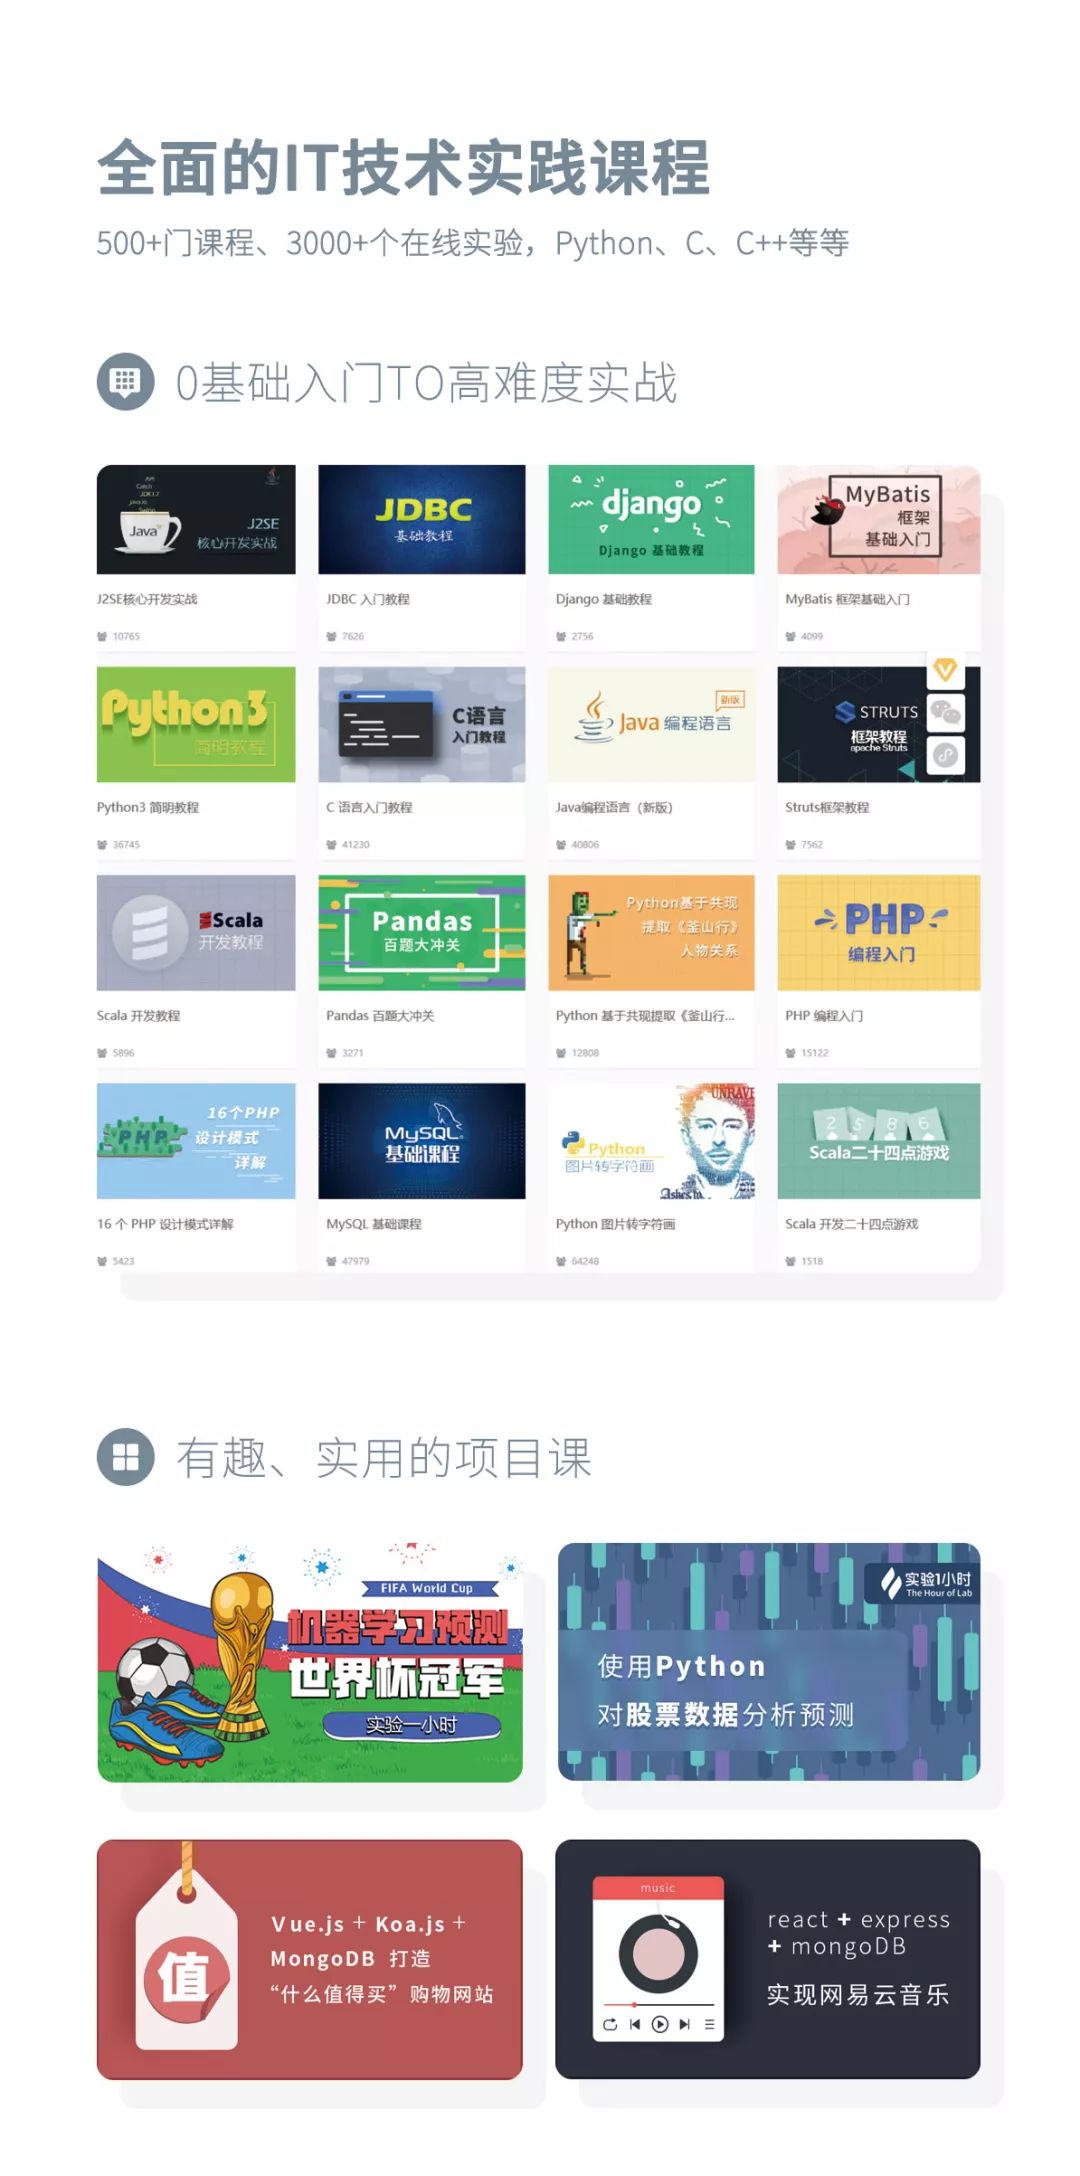 全面的IT技术实践课程
500+门课程、3000+个在线实验，Python、C、C++等等
0基础入门TO高难度实战
API
Catch
JDK1.7
Java.io
Swing
Java
J2SE
核心开发实战
JDBC
基础教程
django
Django 基础教程
MyBatis
框架
基础入门
J2SE核心开发实战
JDBC 入门教程
Django 基础教程
MyBatis 框架基础入门
10765
7626
2756
4099
Python3
简明教程
C语言
入门教程
新版
Java 编程语言
STRUTS
框架教程
apache Struts
Python3 简明教程
C 语言入门教程
Java编程语言（新版）
Struts框架教程
36745
41230
40806
7562
Scala
开发教程
Pandas
百题大冲关
Python基于共现
提取《釜山行》
人物关系
PHP
编程入门
Scala 开发教程
Pandas 百题大冲关
Python 基于共现提取《釜山行...
PHP 编程入门
5896
3271
12808
15122
PHP
16个PHP
设计模式
详解
MySQL
基础课程
Python
图片转字符画
UNRAVE
2 5 8 6
Scala二十四点游戏
16 个 PHP 设计模式详解
MySQL 基础课程
Python 图片转字符画
Scala 开发二十四点游戏
5423
47979
64248
1518
有趣、实用的项目课
FIFA World Cup
机器学习预测
世界杯冠军
实验一小时
实验1小时
The Hour of Lab
使用Python
对股票数据分析预测
值
Vue.js + Koa.js +
MongoDB 打造
“什么值得买”购物网站
music
react + express
+ mongoDB
实现网易云音乐